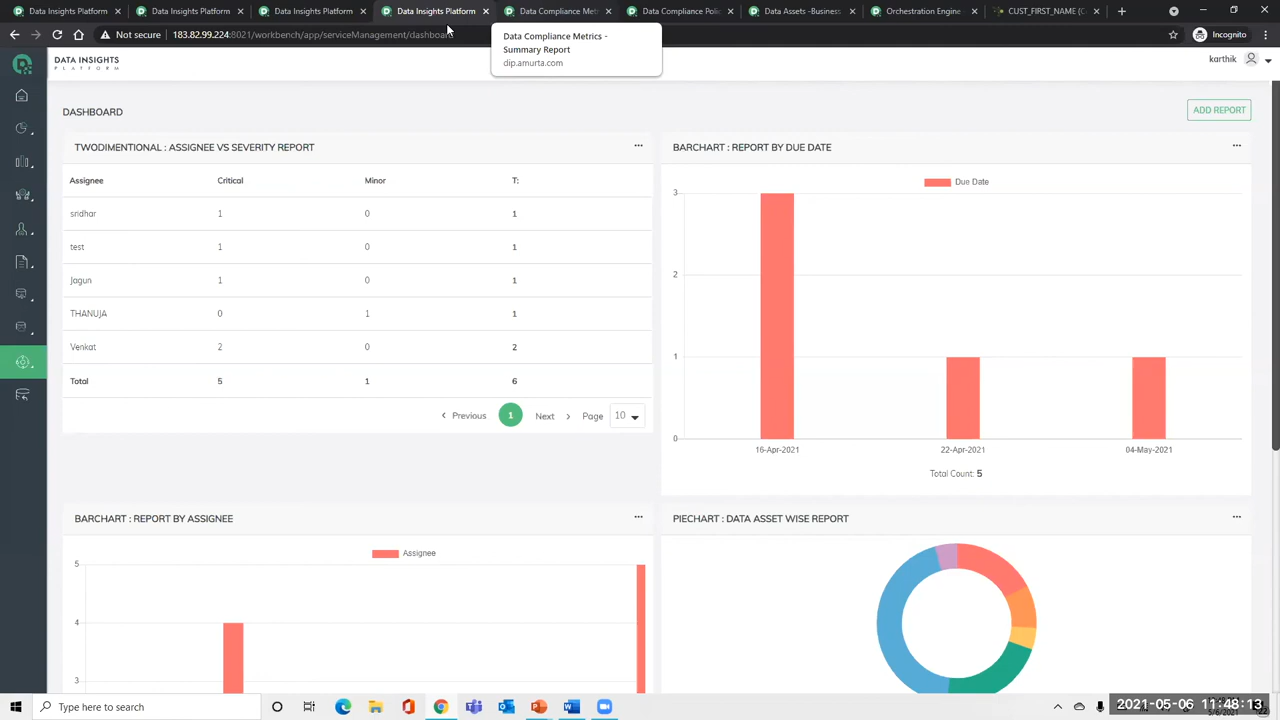 Data Insights Platform
Data Insights Platform
Data Insights Platform
Data Insights Platform
Data Compliance Met
Data Compliance Polic
Data Assets -Business
Orchestration Engine
CUST_FIRST_NAME(C
Not secure
183.82.99.224:8021/workbench/app/serviceManagement/dashboard
Incognito
Data Compliance Metrics -
Summary Report
dip.amurta.com
DATA INSIGHTS
PLATFORM
karthik
DASHBOARD
ADD REPORT
TWODIMENTIONAL : ASSIGNEE VS SEVERITY REPORT
Assignee Critical Minor T:
sridhar 1 0 1
test 1 0 1
Jagun 1 0 1
THANUJA 0 1 1
Venkat 2 0 2
Total 5 1 6
Previous 1 Next Page 10
BARCHART : REPORT BY DUE DATE
Due Date
3
2
1
0
16-Apr-2021 22-Apr-2021 04-May-2021
Total Count: 5
BARCHART : REPORT BY ASSIGNEE
Assignee
5
4
3
PIECHART : DATA ASSET WISE REPORT
Type here to search
2021-05-06 11:48:13